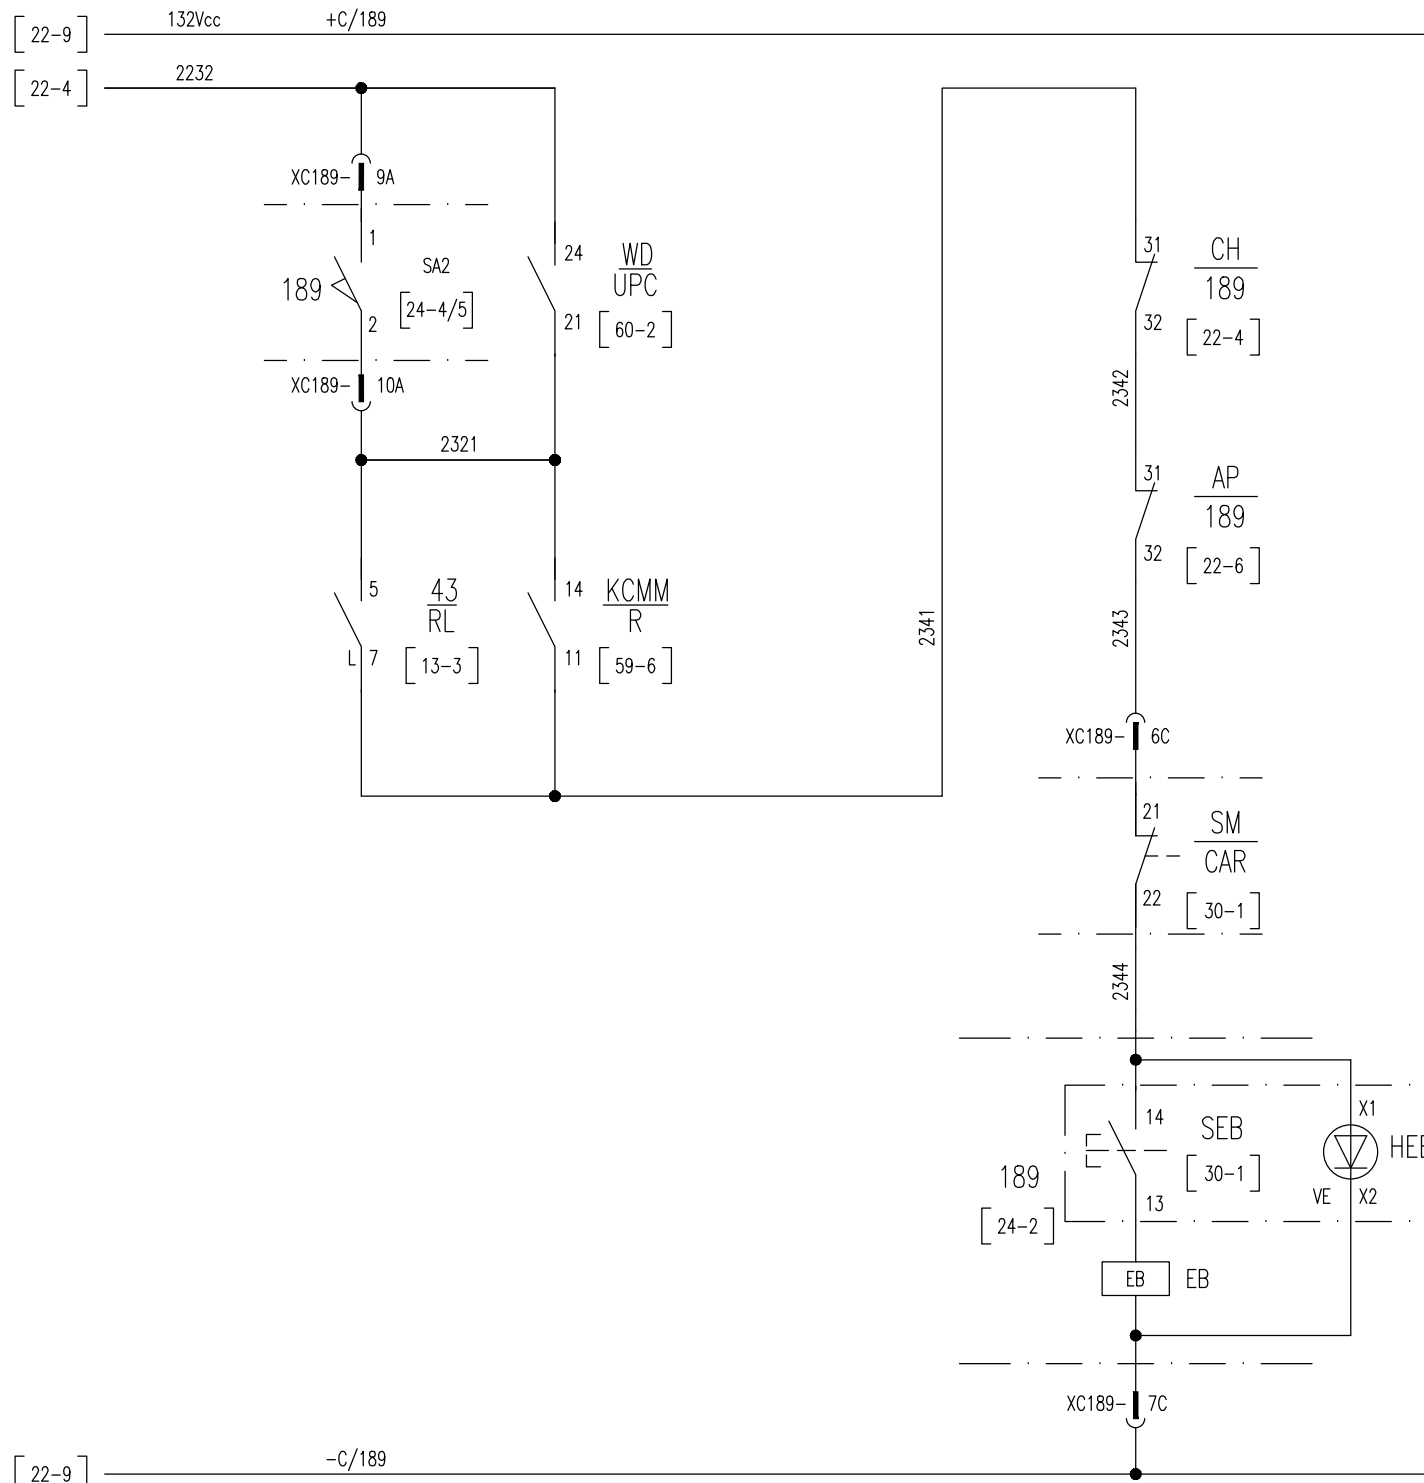 132Vcc +C/189
22-9
2232
22-4
XC189- 9A
1
24 WD
UPC
SA2
189
24-4/5
2
21 60-2
31 CH
189
32 22-4
XC189- 10A
2342
2321
31 AP
189
32 22-6
5 43
RL
L 7 13-3
14 KCMM
R
11 59-6
2341
2343
XC189- 6C
21 SM
CAR
22 30-1
2344
14 SEB
30-1
X1
189
24-2
13
VE X2
EB EB
XC189- 7C
-C/189
22-9